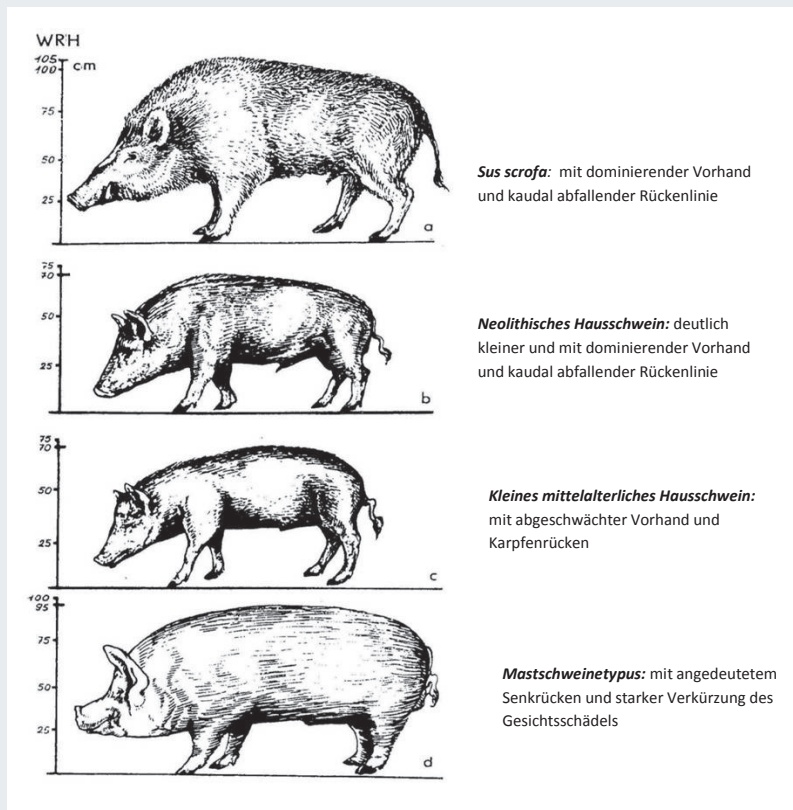 WRH
105
100 cm
75
50
25
a
Sus scrofa: mit dominierender Vorhand
und kaudal abfallender Rückenlinie
75
70
50
25
b
Neolithisches Hausschwein: deutlich
kleiner und mit dominierender Vorhand
und kaudal abfallender Rückenlinie
75
70
50
25
c
Kleines mittelalterliches Hausschwein:
mit abgeschwächter Vorhand und
Karpfenrücken
100
95
75
50
25
d
Mastschweinetypus: mit angedeutetem
Senkrücken und starker Verkürzung des
Gesichtsschädels